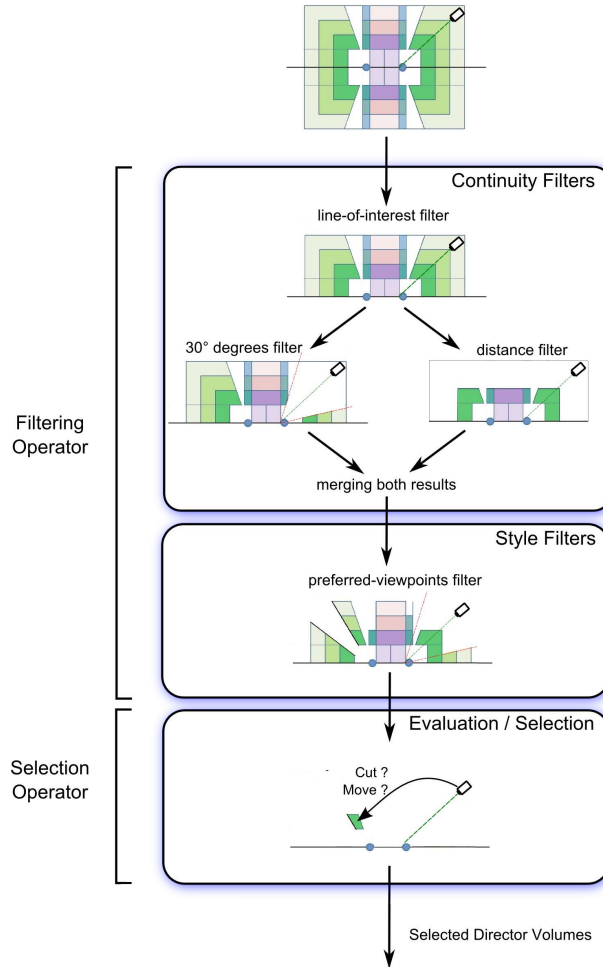 Continuity Filters
line-of-interest filter
30° degrees filter
distance filter
Filtering
Operator
merging both results
Style Filters
preferred-viewpoints filter
Evaluation / Selection
Selection
Operator
Cut ?
Move ?
Selected Director Volumes